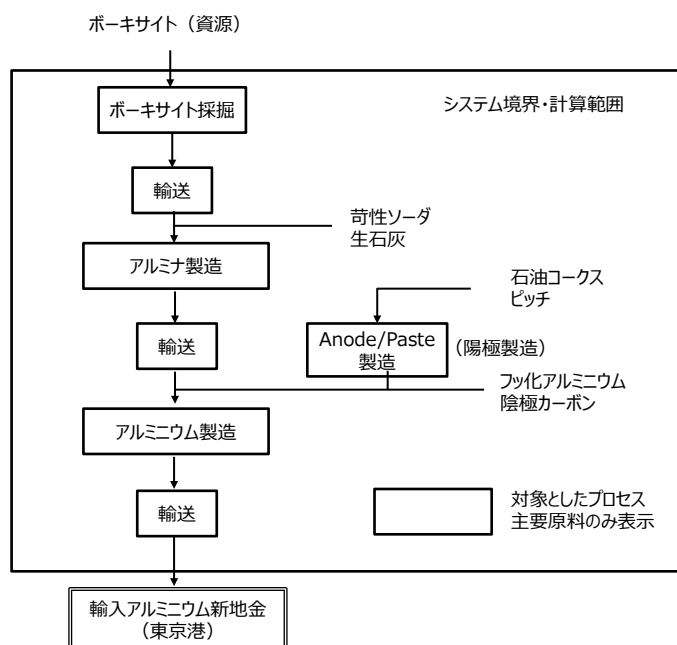 ボーキサイト（資源）
システム境界・計算範囲
ボーキサイト採掘
輸送
苛性ソーダ
生石灰
アルミナ製造
石油コークス
ピッチ
輸送
Anode/Paste
製造
（陽極製造）
フッ化アルミニウム
陰極カーボン
アルミニウム製造
輸送
対象としたプロセス
主要原料のみ表示
輸入アルミニウム新地金
（東京港）